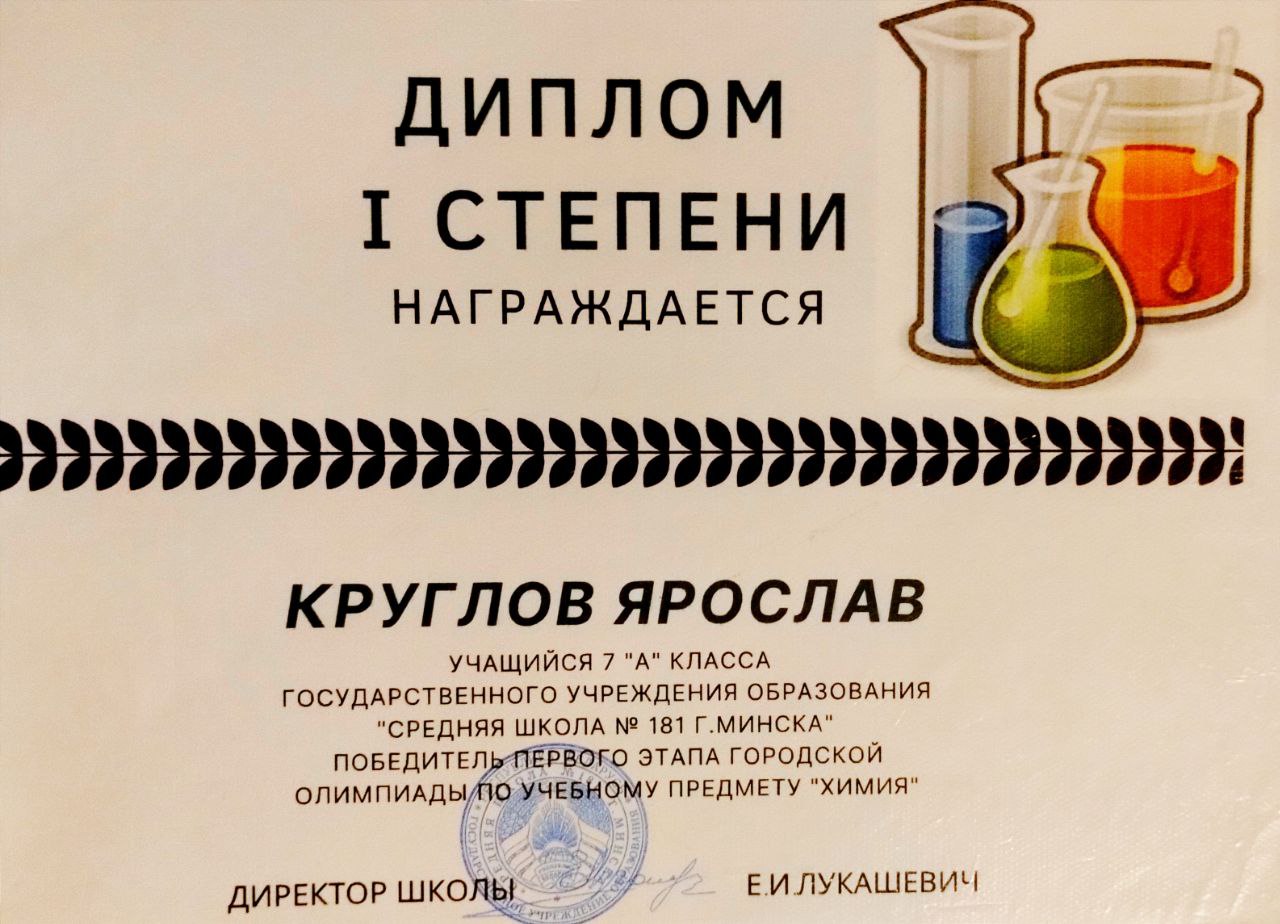 ДИПЛОМ
I СТЕПЕНИ
НАГРАЖДАЕТСЯ
КРУГЛОВ ЯРОСЛАВ
УЧАЩИЙСЯ 7 "А" КЛАССА
ГОСУДАРСТВЕННОГО УЧРЕЖДЕНИЯ ОБРАЗОВАНИЯ
"СРЕДНЯЯ ШКОЛА № 181 Г.МИНСКА"
ПОБЕДИТЕЛЬ ПЕРВОГО ЭТАПА ГОРОДСКОЙ
ОЛИМПИАДЫ ПО УЧЕБНОМУ ПРЕДМЕТУ "ХИМИЯ"
ДИРЕКТОР ШКОЛЫ Е.И.ЛУКАШЕВИЧ